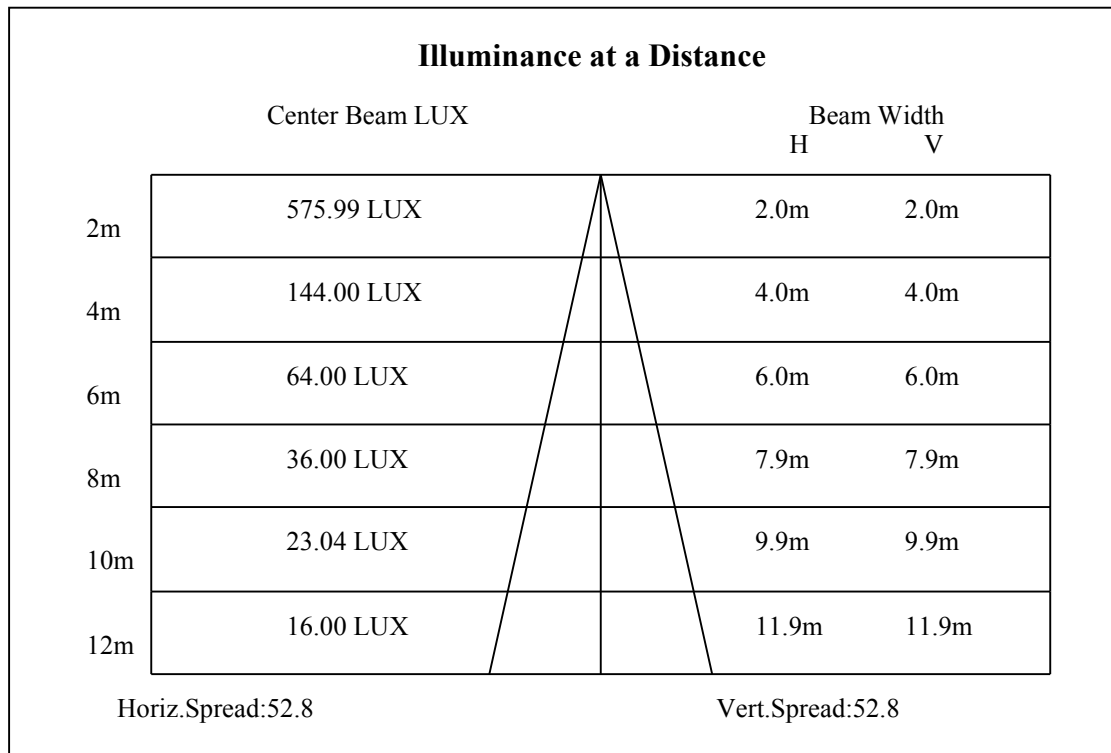 Illuminance at a Distance
Center Beam LUX Beam Width
H V
2m 575.99 LUX 2.0m 2.0m
4m 144.00 LUX 4.0m 4.0m
6m 64.00 LUX 6.0m 6.0m
8m 36.00 LUX 7.9m 7.9m
10m 23.04 LUX 9.9m 9.9m
12m 16.00 LUX 11.9m 11.9m
Horiz.Spread:52.8 Vert.Spread:52.8